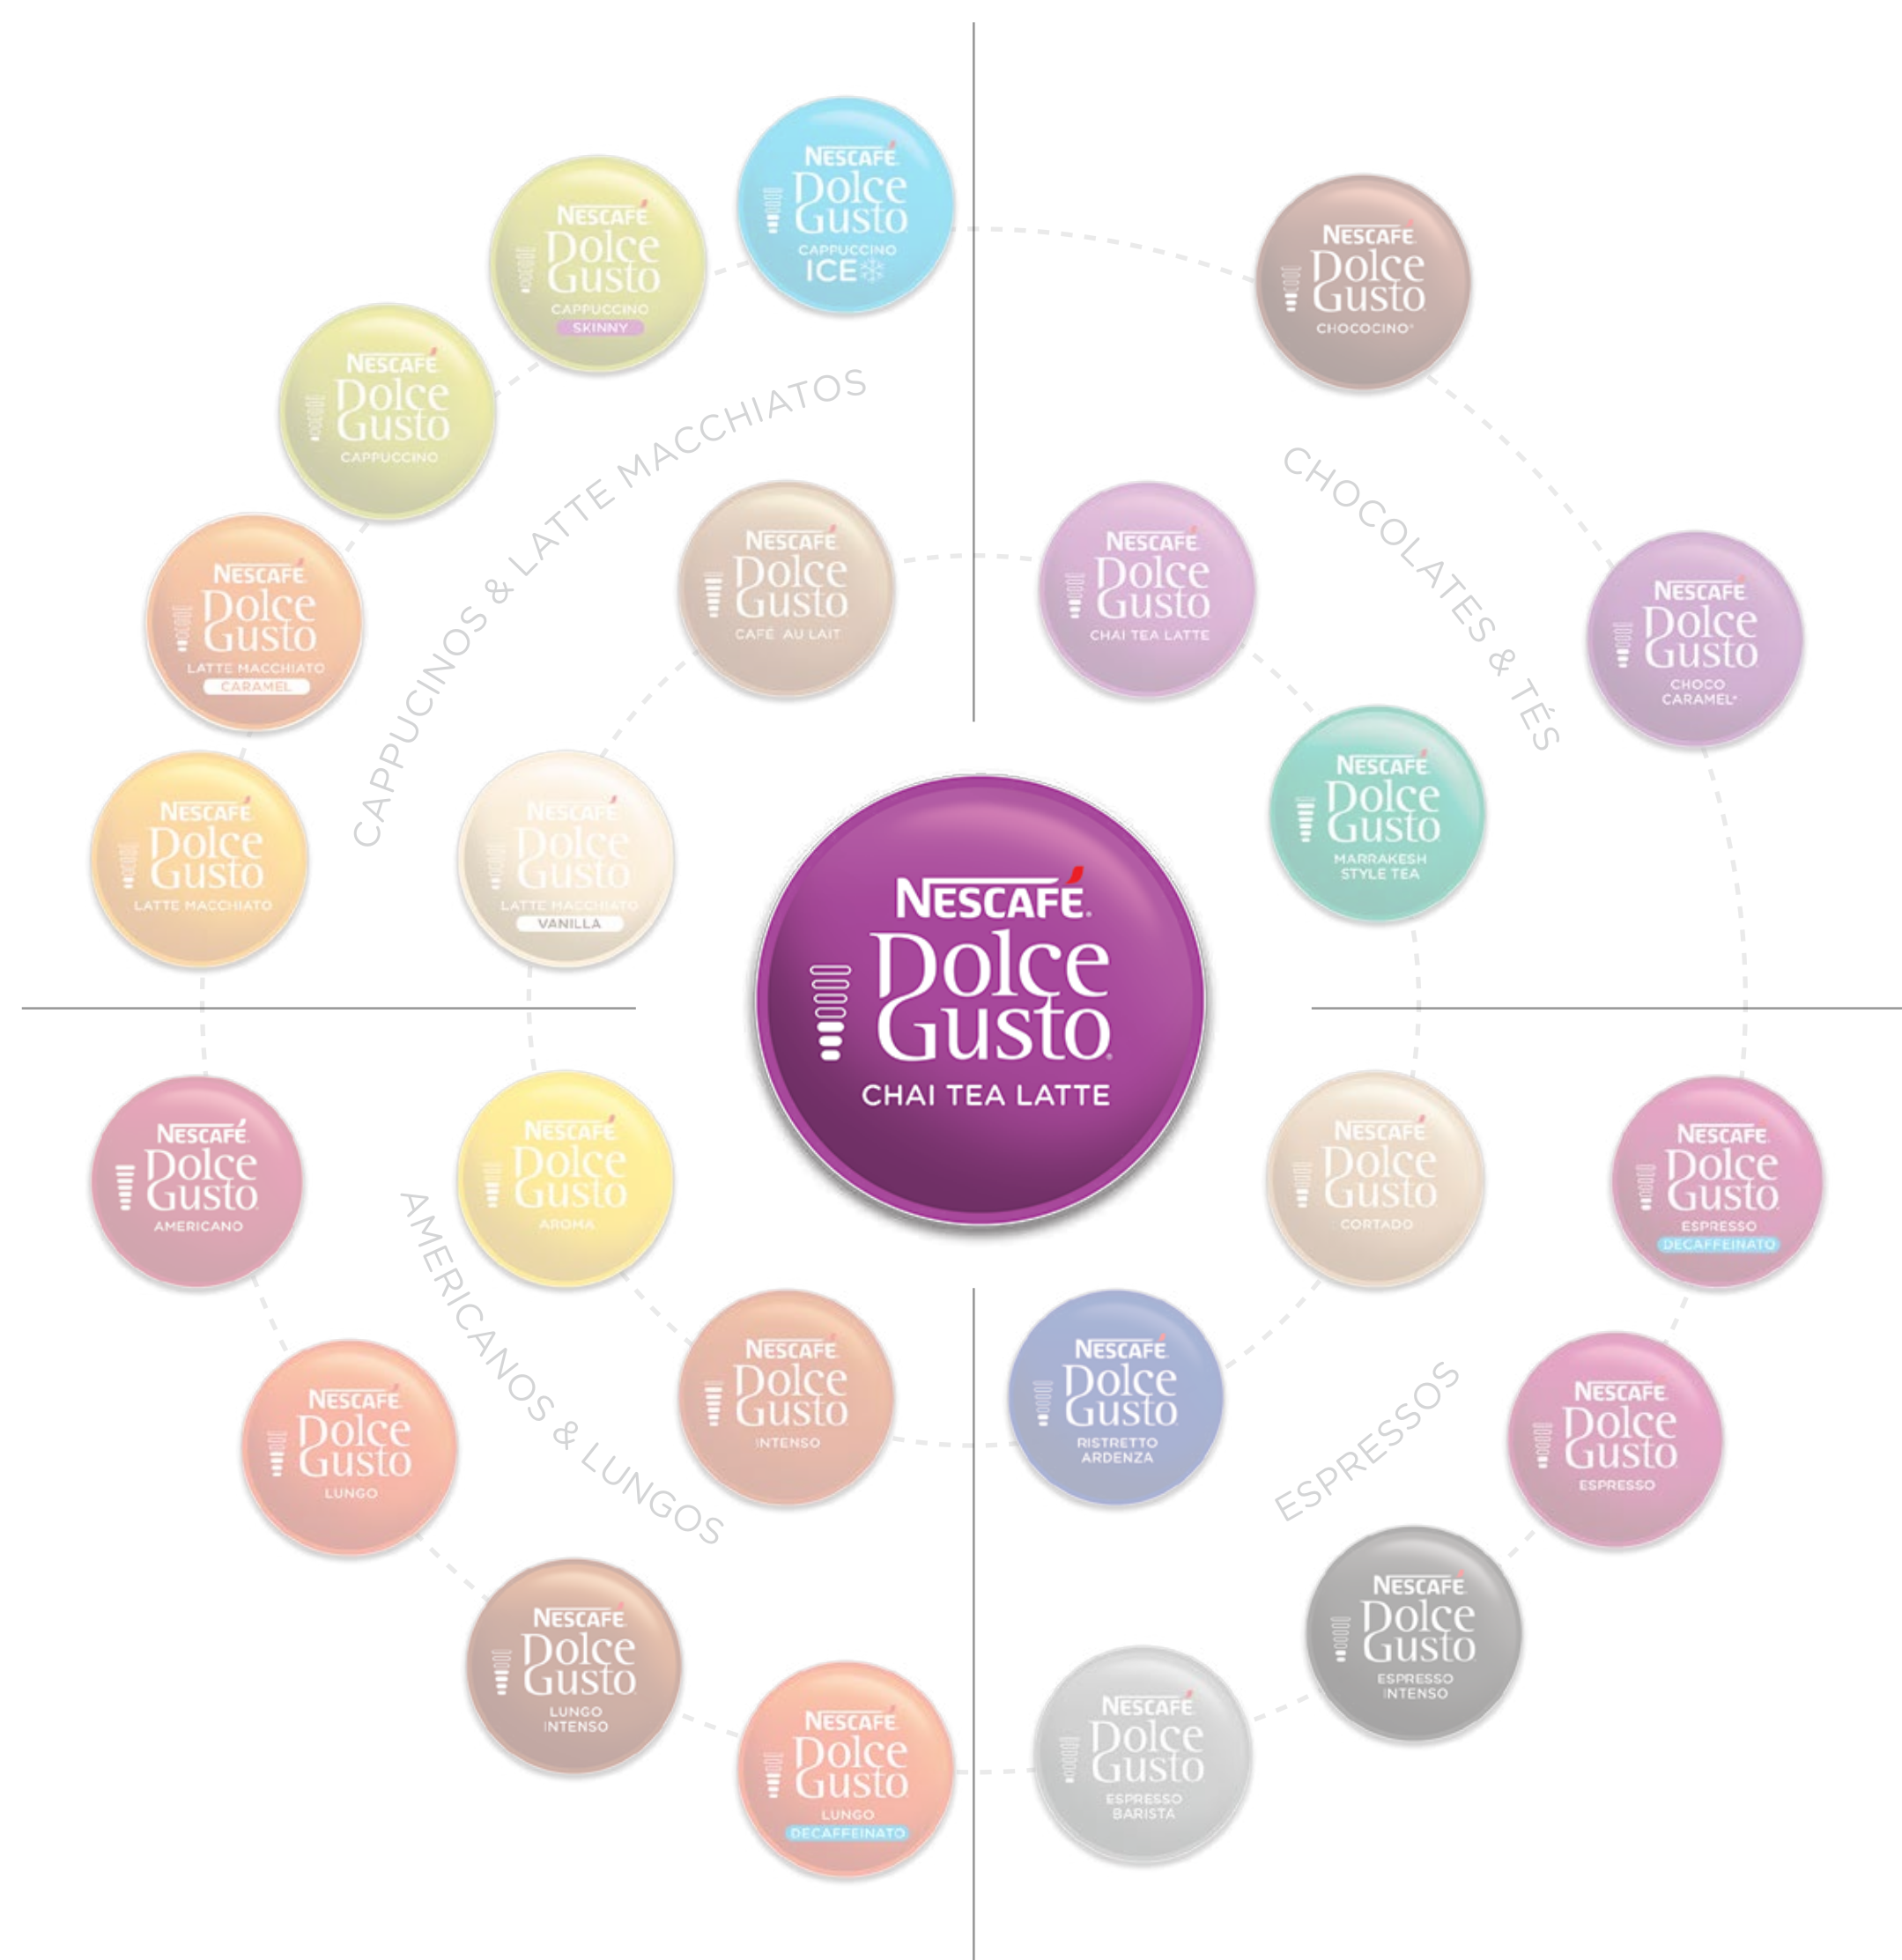 NESCAFÉ
Dolce
Gusto
CAPPUCCINO
ICE
NESCAFÉ
Dolce
Gusto
CAPPUCCINO
SKINNY
NESCAFÉ
Dolce
Gusto
CAPPUCCINO
NESCAFÉ
Dolce
Gusto
LATTE MACCHIATO
CARAMEL
NESCAFÉ
Dolce
Gusto
LATTE MACCHIATO
CAPPUCINOS & LATTE MACCHIATOS
NESCAFÉ
Dolce
Gusto
CAFÉ AU LAIT
NESCAFÉ
Dolce
Gusto
LATTE MACCHIATO
VANILLA
NESCAFÉ
Dolce
Gusto
CHOCOCINO*
NESCAFÉ
Dolce
Gusto
CHOCO
CARAMEL*
CHOCOLATES & TÉS
NESCAFÉ
Dolce
Gusto
CHAI TEA LATTE
NESCAFÉ
Dolce
Gusto
MARRAKESH
STYLE TEA
NESCAFÉ®
Dolce
Gusto®
CHAI TEA LATTE
NESCAFÉ
Dolce
Gusto
AMERICANO
NESCAFÉ
Dolce
Gusto
AROMA
NESCAFÉ
Dolce
Gusto
INTENSO
AMERICANOS & LUNGOS
NESCAFÉ
Dolce
Gusto
LUNGO
NESCAFÉ
Dolce
Gusto
LUNGO
INTENSO
NESCAFÉ
Dolce
Gusto
LUNGO
DECAFFEINATO
NESCAFÉ
Dolce
Gusto
CORTADO
NESCAFÉ
Dolce
Gusto
ESPRESSO
DECAFFEINATO
NESCAFÉ
Dolce
Gusto
RISTRETTO
ARDENZA
ESPRESSOS
NESCAFÉ
Dolce
Gusto
ESPRESSO
NESCAFÉ
Dolce
Gusto
ESPRESSO
INTENSO
NESCAFÉ
Dolce
Gusto
ESPRESSO
BARISTA